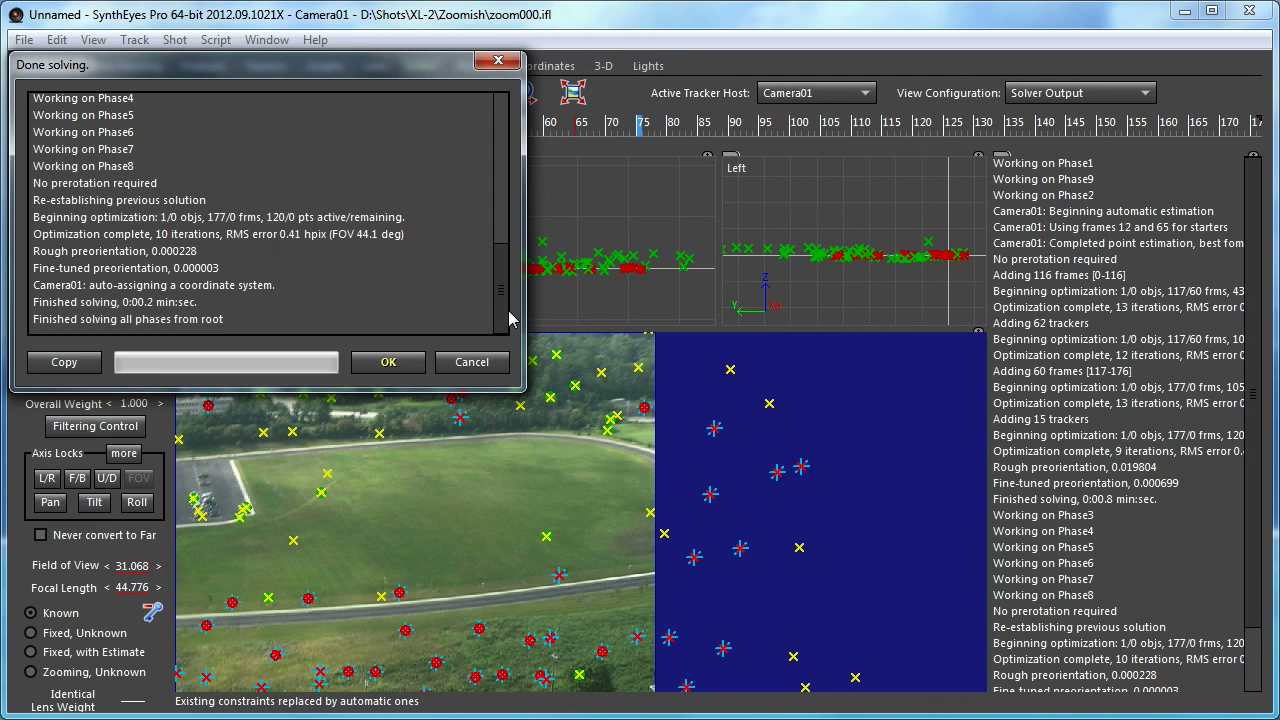 Unnamed - SynthEyes Pro 64-bit 2012.09.1021X - Camera01 - D:\Shots\XL-2\Zoomish\zoom000.ifl
File Edit View Track Shot Script Window Help
Done solving.
ordinates 3-D Lights
Active Tracker Host: Camera01 View Configuration: Solver Output
60 65 70 75 80 85 90 95 100 105 110 115 120 125 130 135 140 145 150 155 160 165 170
Working on Phase4
Working on Phase5
Working on Phase6
Working on Phase7
Working on Phase8
No prerotation required
Re-establishing previous solution
Beginning optimization: 1/0 objs, 177/0 frms, 120/0 pts active/remaining.
Optimization complete, 10 iterations, RMS error 0.41 hpix (FOV 44.1 deg)
Rough preorientation, 0.000228
Fine-tuned preorientation, 0.000003
Camera01: auto-assigning a coordinate system.
Finished solving, 0:00.2 min:sec.
Finished solving all phases from root
Copy OK Cancel
Left
Z
Y
Overall Weight < 1.000 >
Filtering Control
Axis Locks more
L/R F/B U/D FOV
Pan Tilt Roll
Never convert to Far
Field of View < 31.068 >
Focal Length < 44.776 >
Known
Fixed, Unknown
Fixed, with Estimate
Zooming, Unknown
Identical
Lens Weight
Existing constraints replaced by automatic ones
Working on Phase1
Working on Phase9
Working on Phase2
Camera01: Beginning automatic estimation
Camera01: Using frames 12 and 65 for starters
Camera01: Completed point estimation, best fom
No prerotation required
Adding 116 frames [0-116]
Beginning optimization: 1/0 objs, 117/60 frms, 43
Optimization complete, 13 iterations, RMS error 0
Adding 62 trackers
Beginning optimization: 1/0 objs, 117/60 frms, 10
Optimization complete, 12 iterations, RMS error 0
Adding 60 frames [117-176]
Beginning optimization: 1/0 objs, 177/0 frms, 105
Optimization complete, 13 iterations, RMS error 0
Adding 15 trackers
Beginning optimization: 1/0 objs, 177/0 frms, 120
Optimization complete, 9 iterations, RMS error 0.
Rough preorientation, 0.019804
Fine-tuned preorientation, 0.000699
Finished solving, 0:00.8 min:sec.
Working on Phase3
Working on Phase4
Working on Phase5
Working on Phase6
Working on Phase7
Working on Phase8
No prerotation required
Re-establishing previous solution
Beginning optimization: 1/0 objs, 177/0 frms, 120
Optimization complete, 10 iterations, RMS error 0
Rough preorientation, 0.000228
Fine-tuned preorientation, 0.000003